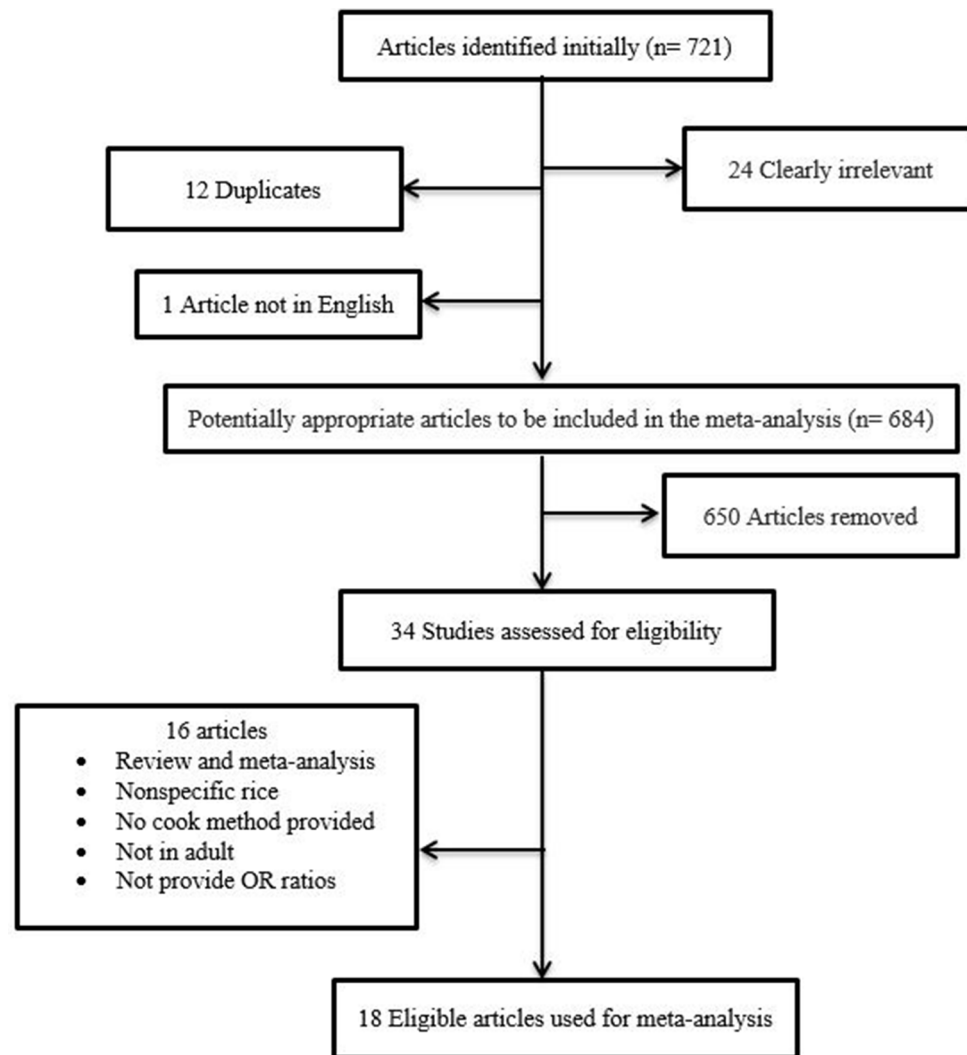 Articles identified initially (n= 721)
24 Clearly irrelevant
12 Duplicates
1 Article not in English
Potentially appropriate articles to be included in the meta-analysis (n= 684)
650 Articles removed
34 Studies assessed for eligibility
16 articles
• Review and meta-analysis
• Nonspecific rice
• No cook method provided
• Not in adult
• Not provide OR ratios
18 Eligible articles used for meta-analysis